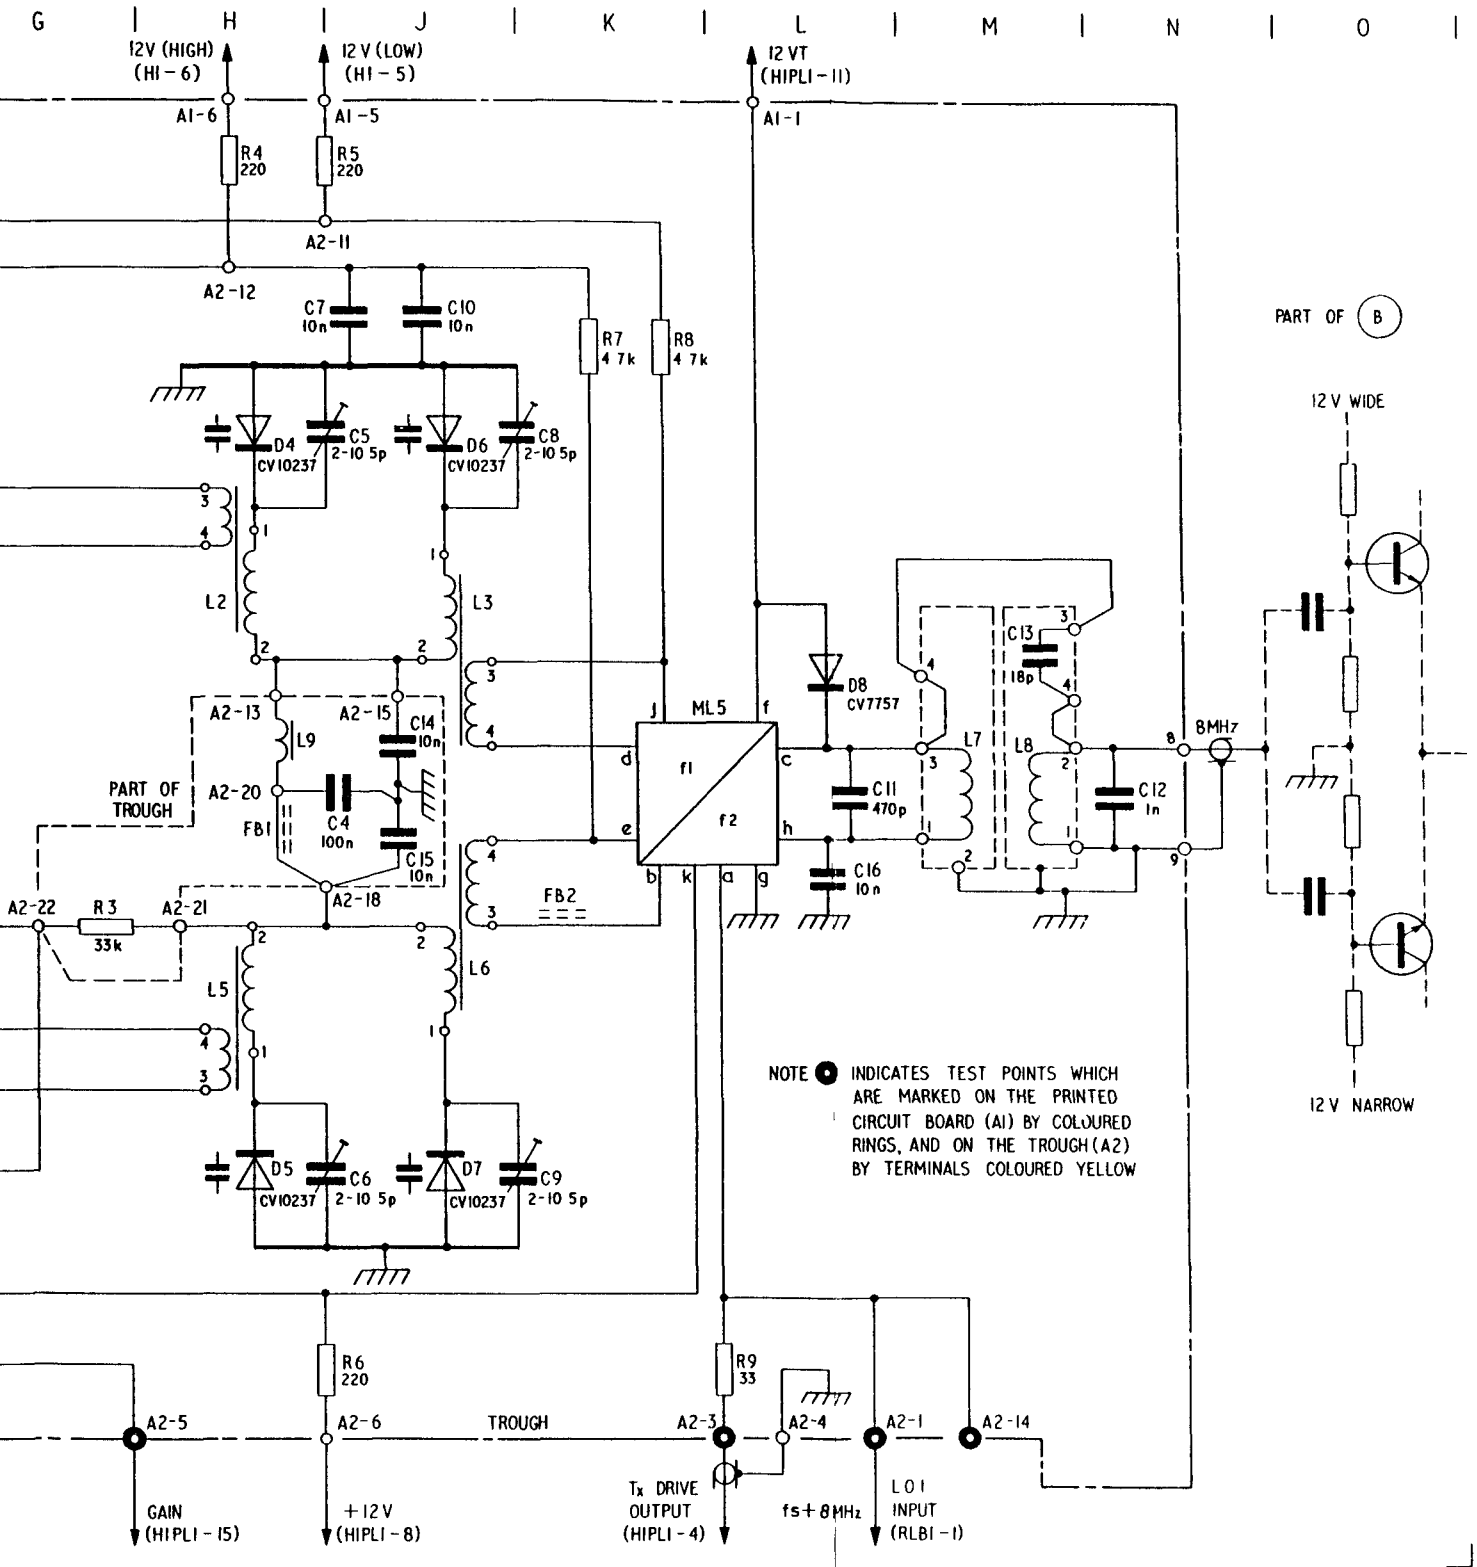 G | H | J | K | L | M | N | O |
12V (HIGH)
(HI-6)
12V (LOW)
(HI-5)
12 VT
(HIPLI-11)
A1-6
A1-5
A1-1
R4
220
R5
220
A2-11
A2-12
C7
10n
C10
10n
R7
4 7k
R8
4 7k
PART OF B
12V WIDE
D4
CV10237
C5
2-10 5p
D6
CV10237
C8
2-10 5p
3
4
1
1
L2
L3
2
2
3
4
A2-13
A2-15
C14
10n
L9
PART OF
TROUGH
A2-20
FB1
C4
100n
C15
10n
A2-18
ML5
j
f
d
c
f1
f2
e
h
b
k
a
g
D8
CV7757
C11
470p
C16
10n
4
3
L7
1
2
C13
18p
3
4
L8
2
1
C12
1n
8
8MHz
9
A2-22
R3
33k
A2-21
2
2
4
3
FB2
L5
L6
4
3
1
1
NOTE INDICATES TEST POINTS WHICH
ARE MARKED ON THE PRINTED
CIRCUIT BOARD (A1) BY COLOURED
RINGS, AND ON THE TROUGH (A2)
BY TERMINALS COLOURED YELLOW
12V NARROW
D5
CV10237
C6
2-10 5p
D7
CV10237
C9
2-10 5p
R6
220
R9
33
A2-5
A2-6
TROUGH
A2-3
A2-4
A2-1
A2-14
GAIN
(HIPLI-15)
+12V
(HIPLI-8)
Tx DRIVE
OUTPUT
(HIPLI-4)
fs+8MHz
LO1
INPUT
(RLB1-1)